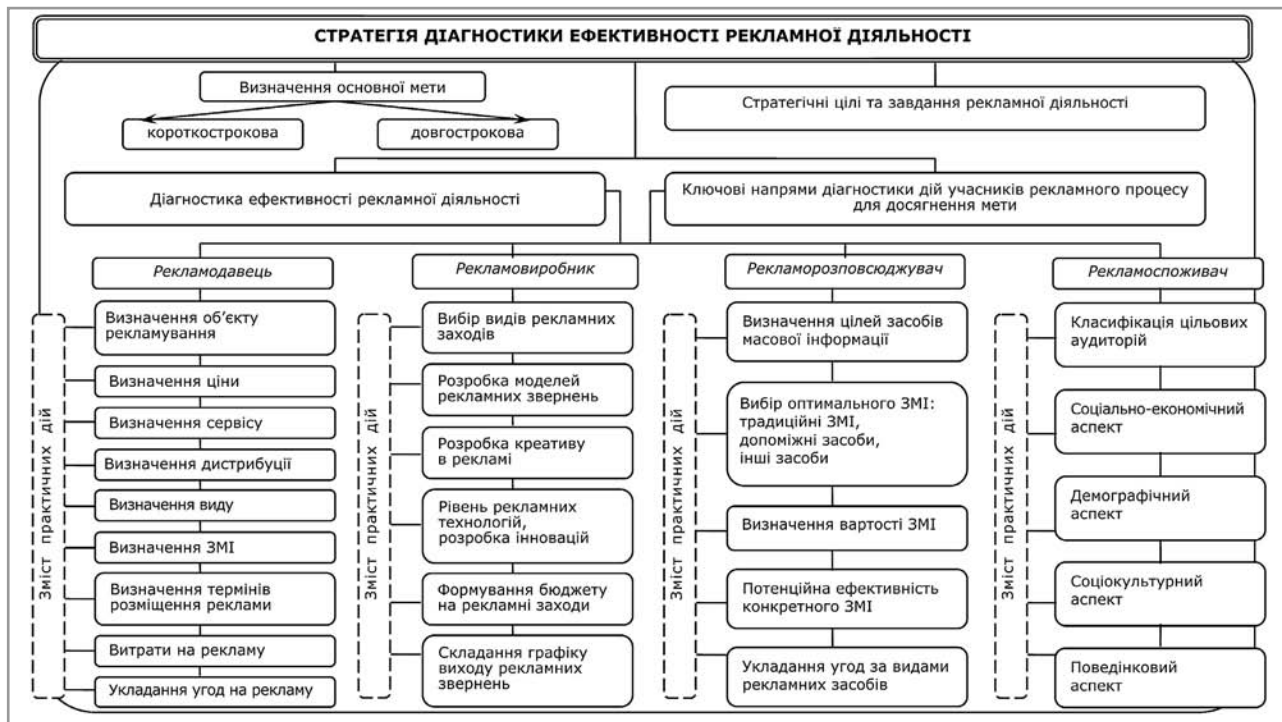 СТРАТЕГІЯ ДІАГНОСТИКИ ЕФЕКТИВНОСТІ РЕКЛАМНОЇ ДІЯЛЬНОСТІ
Визначення основної мети
короткострокова
довгострокова
Стратегічні цілі та завдання рекламної діяльності
Діагностика ефективності рекламної діяльності
Ключові напрями діагностики дій учасників рекламного процесу
для досягнення мети
Рекламодавець
Зміст практичних дій
Визначення об’єкту
рекламування
Визначення ціни
Визначення сервісу
Визначення дистрибуції
Визначення виду
Визначення ЗМІ
Визначення термінів
розміщення реклами
Витрати на рекламу
Укладання угод на рекламу
Рекламовиробник
Зміст практичних дій
Вибір видів рекламних
заходів
Розробка моделей
рекламних звернень
Розробка креативу
в рекламі
Рівень рекламних
технологій,
розробка інновацій
Формування бюджету
на рекламні заходи
Складання графіку
виходу рекламних
звернень
Рекламорозповсюджувач
Зміст практичних дій
Визначення цілей засобів
масової інформації
Вибір оптимального ЗМІ:
традиційні ЗМІ,
допоміжні засоби,
інші засоби
Визначення вартості ЗМІ
Потенційна ефективність
конкретного ЗМІ
Укладання угод за видами
рекламних засобів
Рекламоспоживач
Зміст практичних дій
Класифікація цільових
аудиторій
Соціально-економічний
аспект
Демографічний
аспект
Соціокультурний
аспект
Поведінковий
аспект